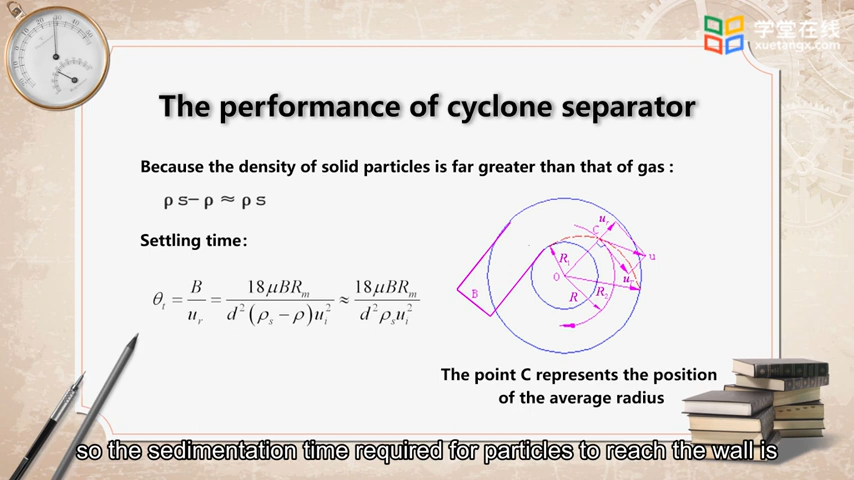 学堂在线
xuetangx.com
The performance of cyclone separator
Because the density of solid particles is far greater than that of gas :
ρ s− ρ ≈ ρ s
Settling time:
θt = B/ur = 18μBRm/d²(ρs − ρ)ui² ≈ 18μBRm/d²ρsui²
ur
C
u
R1
uT
O
B
R
R2
The point C represents the position
of the average radius
so the sedimentation time required for particles to reach the wall is